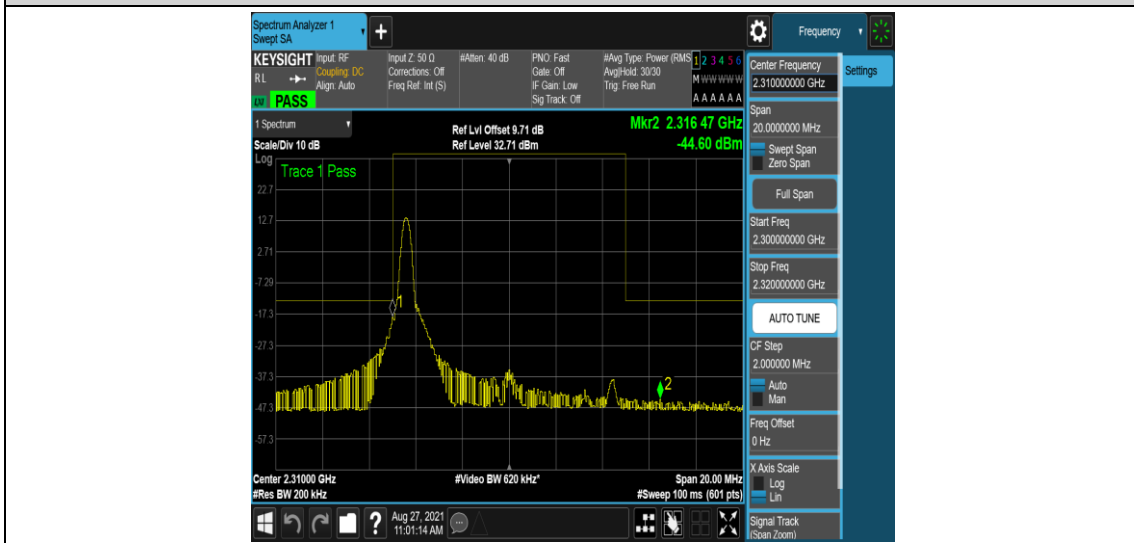 Spectrum Analyzer 1
Swept SA
+
Frequency
KEYSIGHT
RL
LXI
PASS
Input: RF
Coupling: DC
Align: Auto
Input Z: 50 Ω
Corrections: Off
Freq Ref: Int (S)
#Atten: 40 dB
PNO: Fast
Gate: Off
IF Gain: Low
Sig Track: Off
#Avg Type: Power (RMS
Avg|Hold: 30/30
Trig: Free Run
1 2 3 4 5 6
M W W W W W
A A A A A A
1 Spectrum
Scale/Div 10 dB
Ref Lvl Offset 9.71 dB
Ref Level 32.71 dBm
Mkr2 2.316 47 GHz
-44.60 dBm
Log
Trace 1 Pass
22.7
12.7
2.71
-7.29
-17.3
-27.3
-37.3
-47.3
-57.3
2
Center 2.31000 GHz
#Res BW 200 kHz
#Video BW 620 kHz*
Span 20.00 MHz
#Sweep 100 ms (601 pts)
Center Frequency
2.310000000 GHz
Settings
Span
20.0000000 MHz
Swept Span
Zero Span
Full Span
Start Freq
2.300000000 GHz
Stop Freq
2.320000000 GHz
AUTO TUNE
CF Step
2.000000 MHz
Auto
Man
Freq Offset
0 Hz
X Axis Scale
Log
Lin
Signal Track
(Span Zoom)
?
Aug 27, 2021
11:01:14 AM